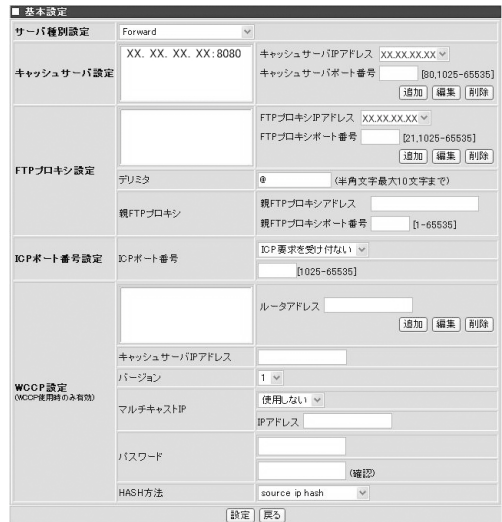 ■ 基本設定
サーバ種別設定 Forward
キャッシュサーバ設定 XX. XX. XX. XX:8080 キャッシュサーバIPアドレス XX.XX.XX.XX
キャッシュサーバポート番号 [80,1025-65535]
追加 編集 削除
FTPプロキシ設定 FTPプロキシIPアドレス XX.XX.XX.XX
FTPプロキシポート番号 [21,1025-65535]
追加 編集 削除
デリミタ @ (半角文字最大10文字まで)
親FTPプロキシ 親FTPプロキシアドレス
親FTPプロキシポート番号 [1-65535]
ICPポート番号設定 ICPポート番号 ICP要求を受け付ない
[1025-65535]
WCCP設定
(WCCP使用時のみ有効)
ルータアドレス
追加 編集 削除
キャッシュサーバIPアドレス
バージョン 1
マルチキャストIP 使用しない
IPアドレス
パスワード
(確認)
HASH方法 source ip hash
設定 戻る